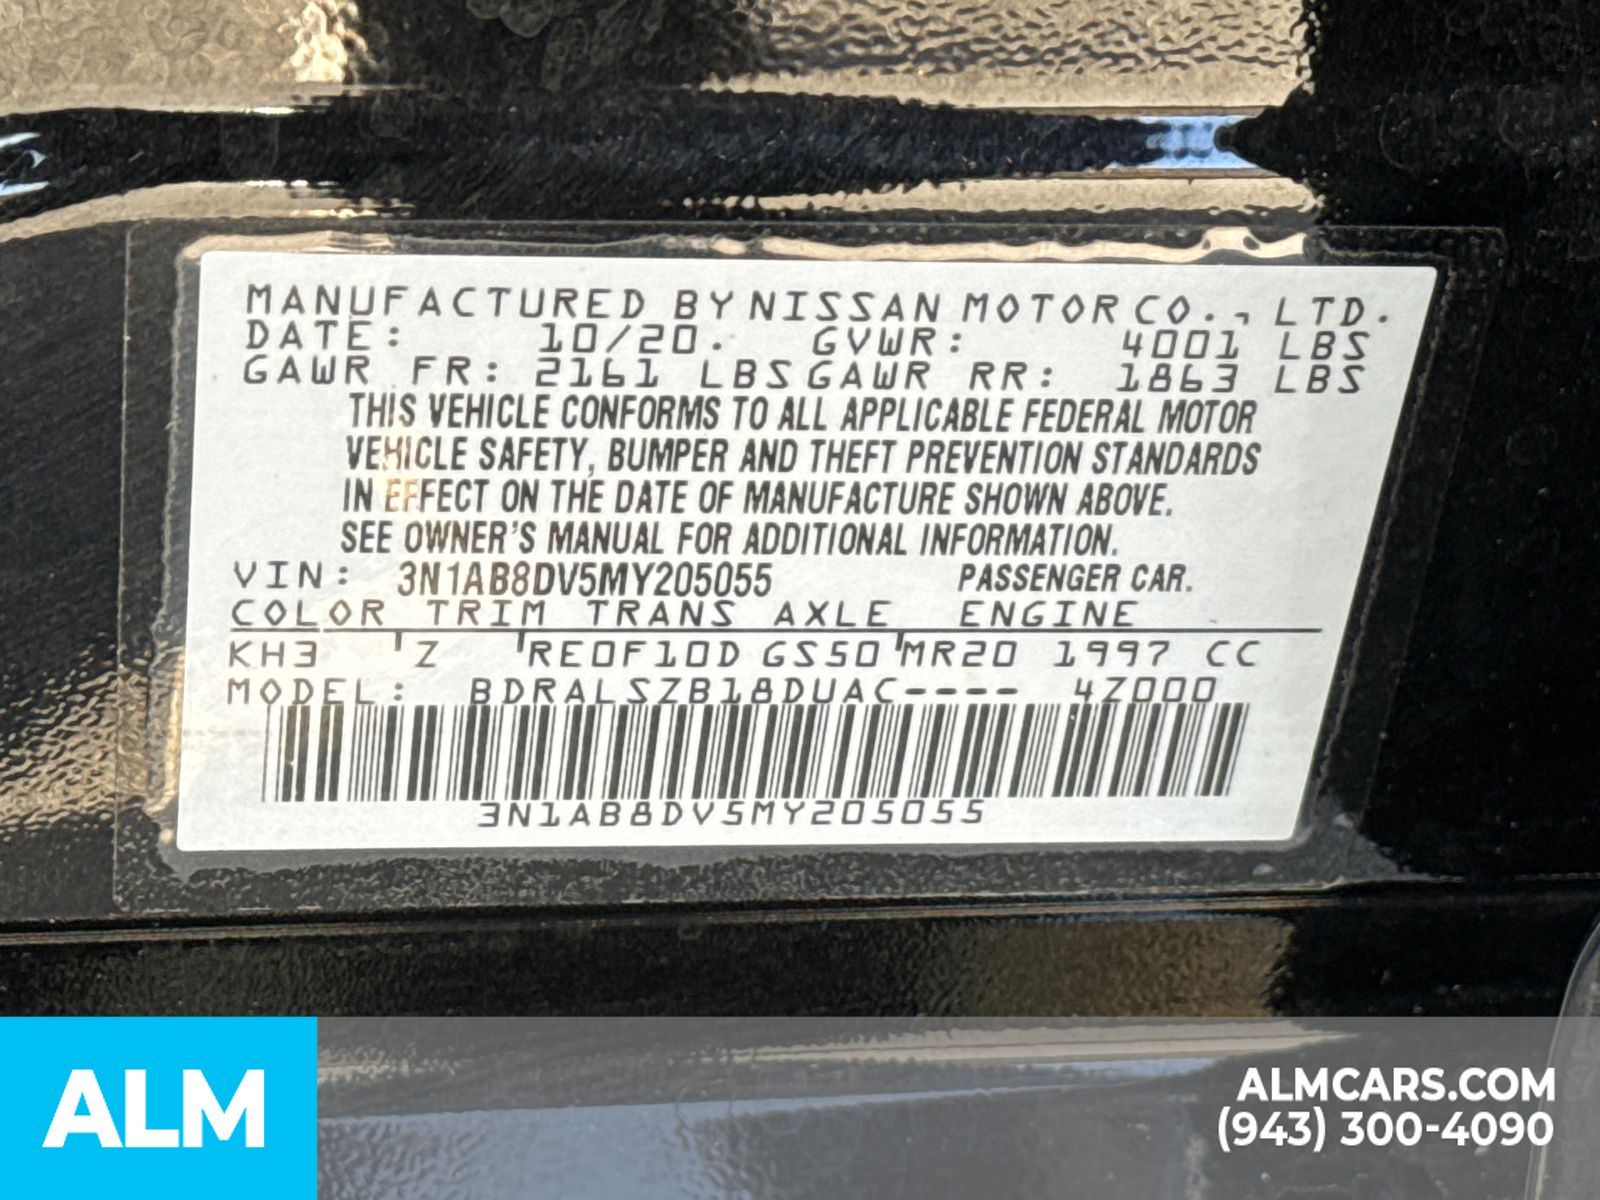 MANUFACTURED BY NISSAN MOTOR CO., LTD.
DATE: 10/20. GVWR: 4001 LBS
GAWR FR: 2161 LBS GAWR RR: 1863 LBS
THIS VEHICLE CONFORMS TO ALL APPLICABLE FEDERAL MOTOR
VEHICLE SAFETY, BUMPER AND THEFT PREVENTION STANDARDS
IN EFFECT ON THE DATE OF MANUFACTURE SHOWN ABOVE.
SEE OWNER'S MANUAL FOR ADDITIONAL INFORMATION.
VIN: 3N1AB8DV5MY205055 PASSENGER CAR.
COLOR TRIM TRANS AXLE ENGINE
KH3 Z RE0F10D GS50 MR20 1997 CC
MODEL: BDRALSZB18DUAC---- 4Z000
3N1AB8DV5MY205055
ALM
ALMCARS.COM
(943) 300-4090